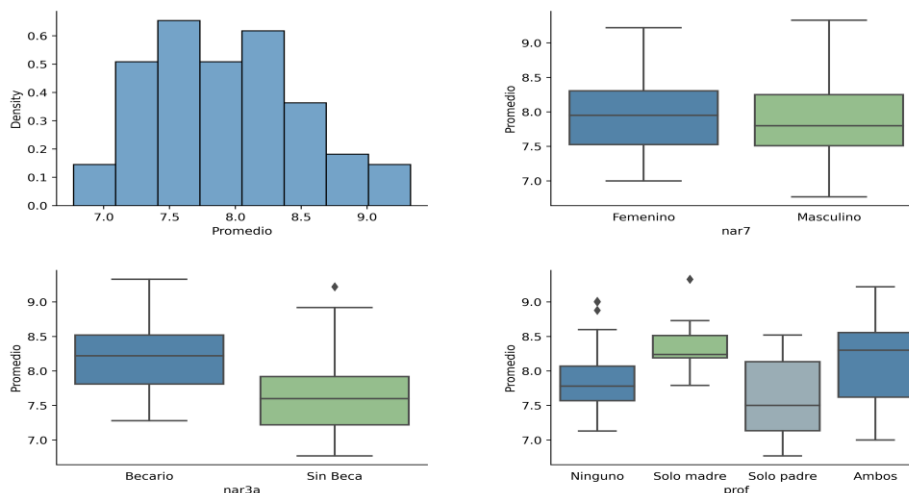 0.6
0.5
0.4
0.3
0.2
0.1
0.0
Density
7.0 7.5 8.0 8.5 9.0
Promedio
9.0
8.5
8.0
7.5
7.0
Promedio
Femenino Masculino
nar7
9.0
8.5
8.0
7.5
7.0
Promedio
Becario Sin Beca
nar3a
9.0
8.5
8.0
7.5
7.0
Promedio
Ninguno Solo madre Solo padre Ambos
prof